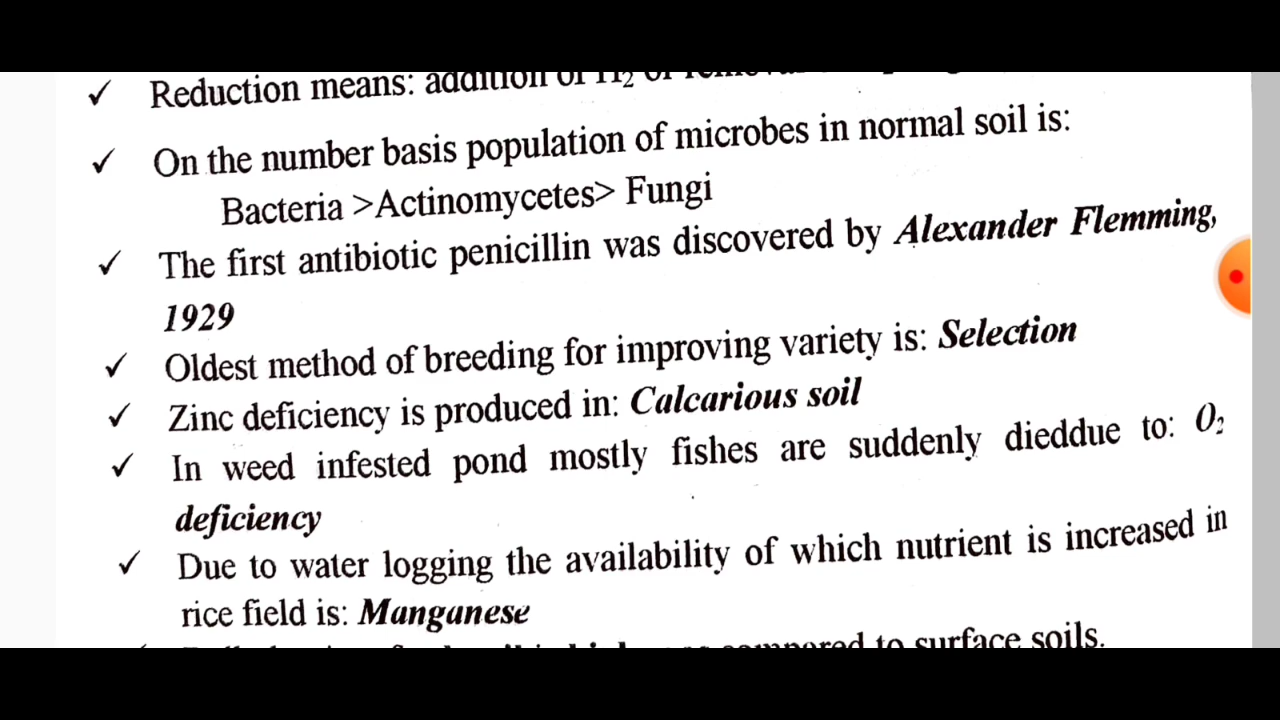 ✓ Reduction means: addition of H₂ or
✓ On the number basis population of microbes in normal soil is:
Bacteria >Actinomycetes> Fungi
✓ The first antibiotic penicillin was discovered by Alexander Flemming,
1929
✓ Oldest method of breeding for improving variety is: Selection
✓ Zinc deficiency is produced in: Calcarious soil
✓ In weed infested pond mostly fishes are suddenly dieddue to: O₂
deficiency
✓ Due to water logging the availability of which nutrient is increased in
rice field is: Manganese
compared to surface soils.